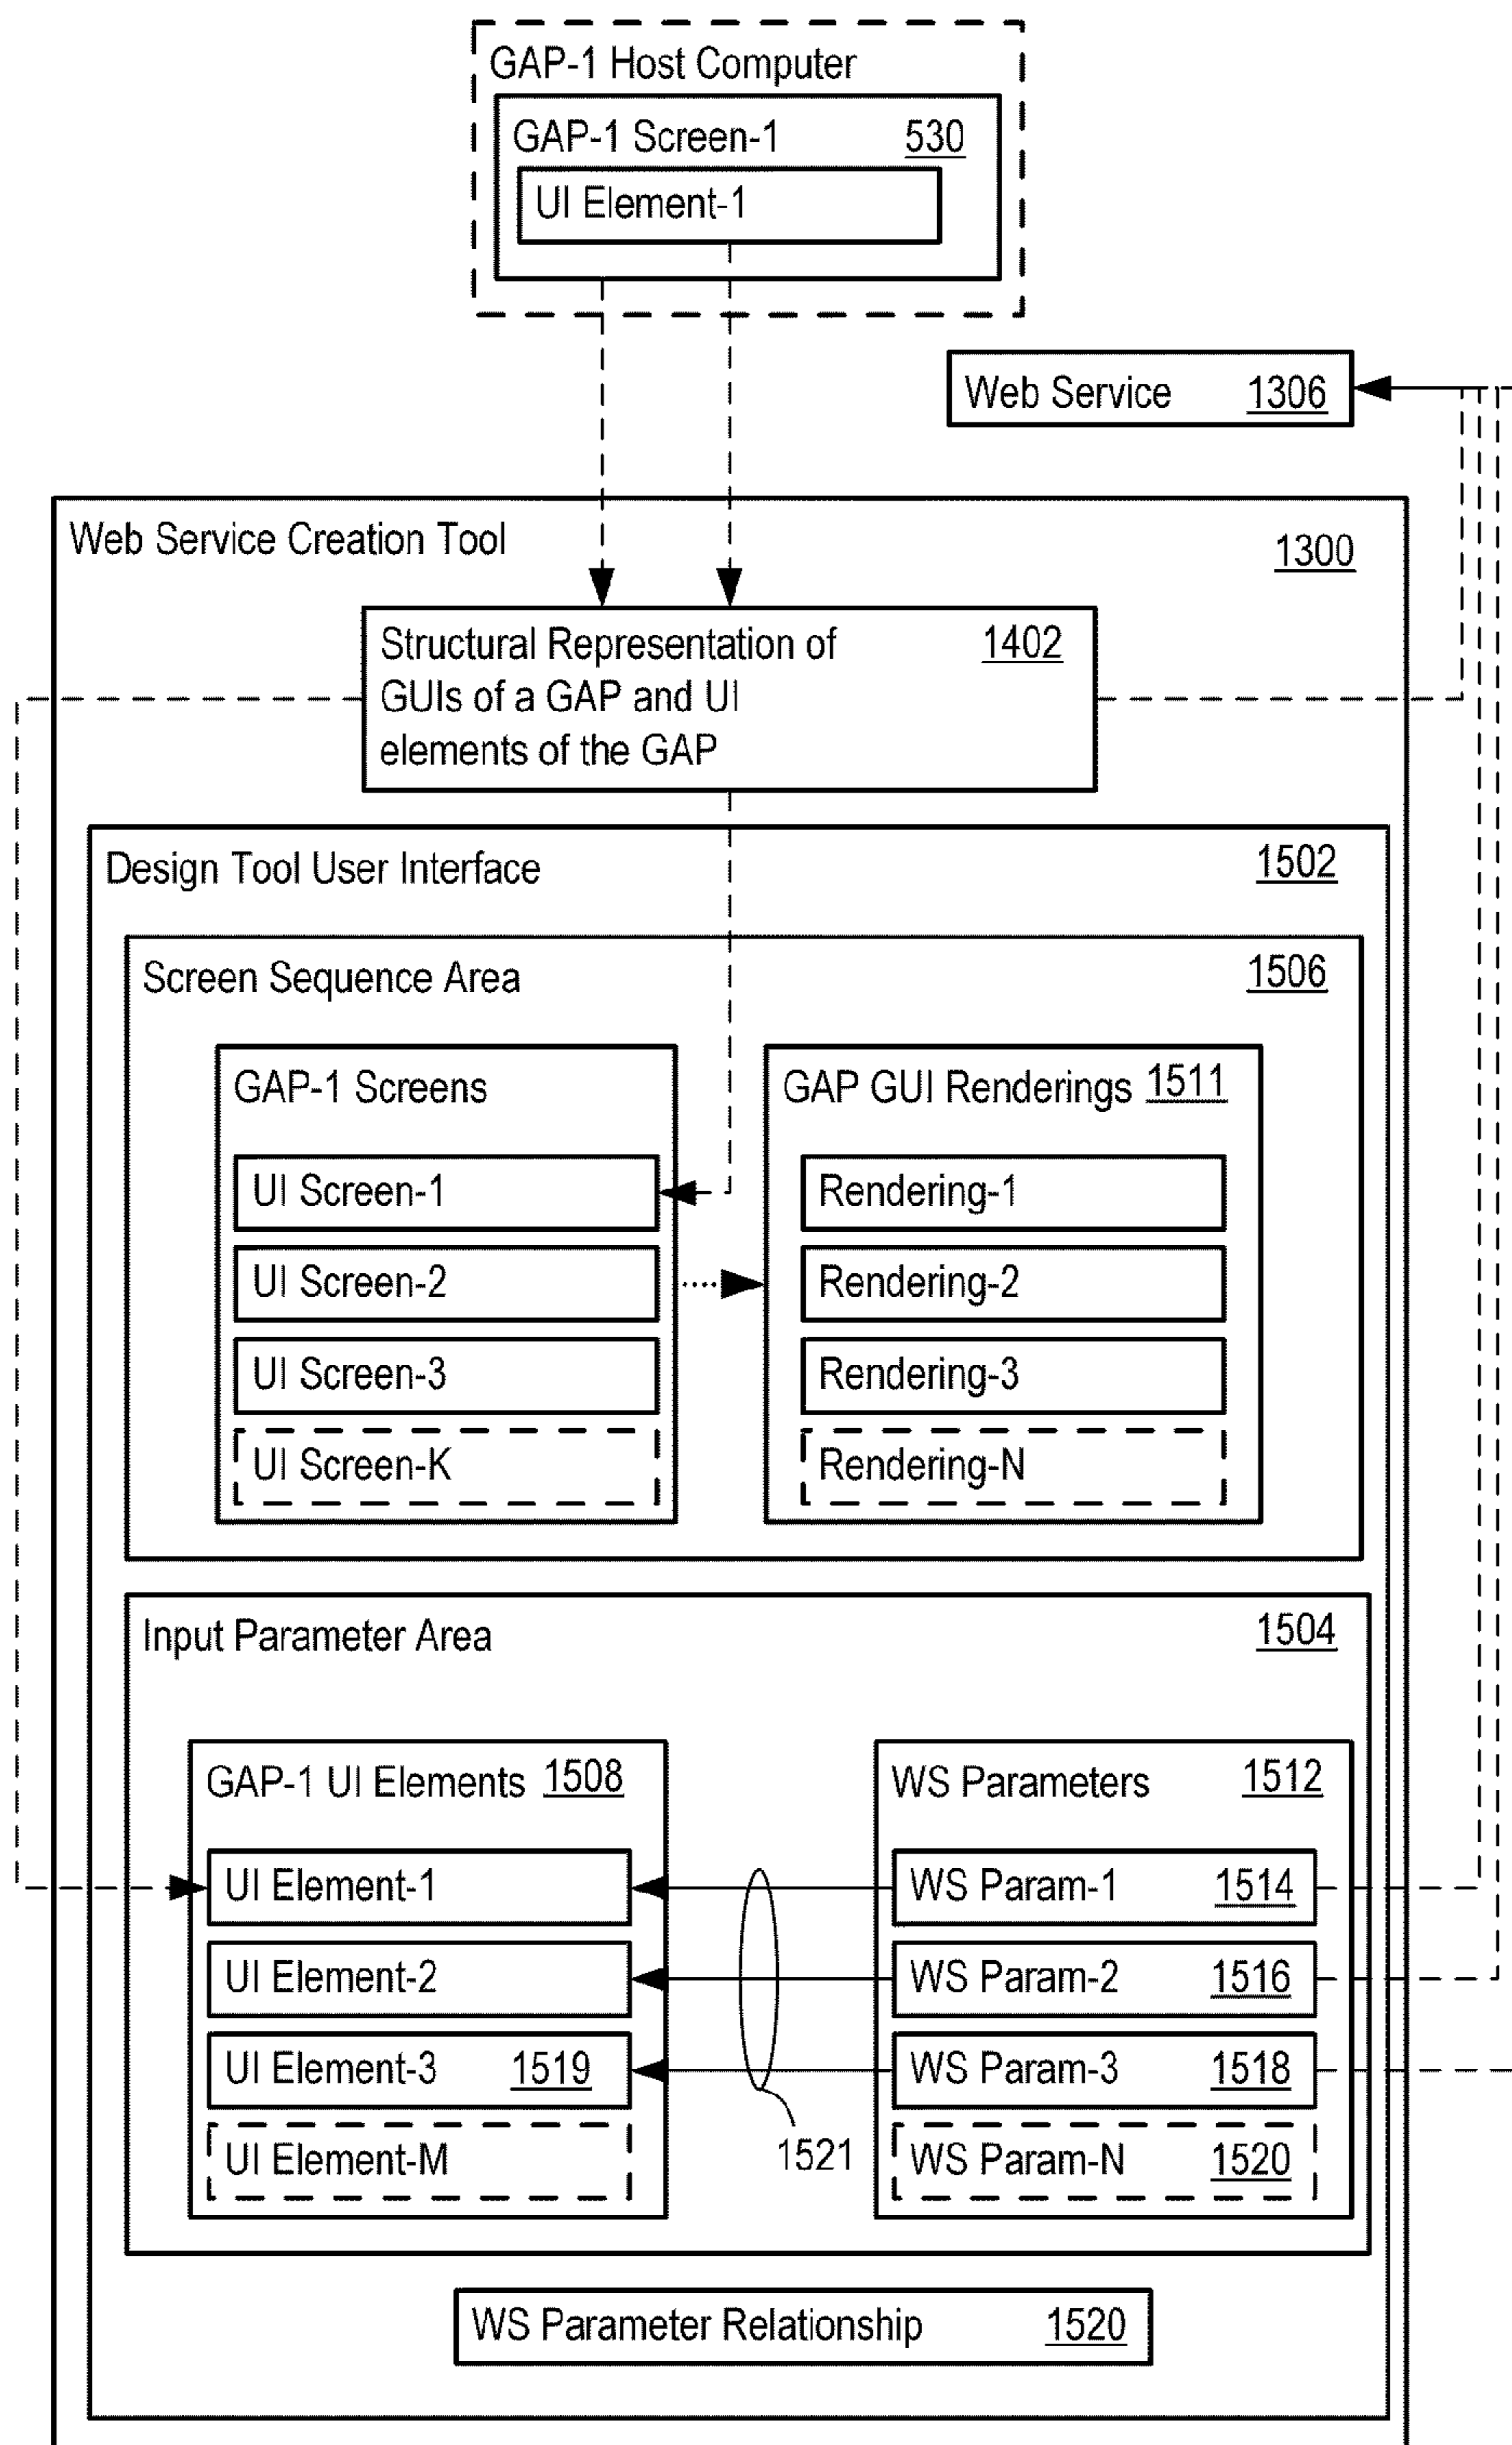 GAP-1 Host Computer
GAP-1 Screen-1 530
UI Element-1
Web Service 1306
Web Service Creation Tool 1300
Structural Representation of 1402
GUIs of a GAP and UI
elements of the GAP
Design Tool User Interface 1502
Screen Sequence Area 1506
GAP-1 Screens
UI Screen-1
UI Screen-2
UI Screen-3
UI Screen-K
GAP GUI Renderings 1511
Rendering-1
Rendering-2
Rendering-3
Rendering-N
Input Parameter Area 1504
GAP-1 UI Elements 1508
UI Element-1
UI Element-2
UI Element-3 1519
UI Element-M
1521
WS Parameters 1512
WS Param-1 1514
WS Param-2 1516
WS Param-3 1518
WS Param-N 1520
WS Parameter Relationship 1520